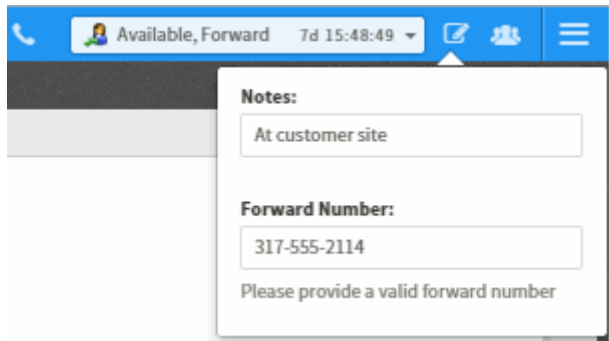 Available, Forward 7d 15:48:49
Notes:
At customer site
Forward Number:
317-555-2114
Please provide a valid forward number